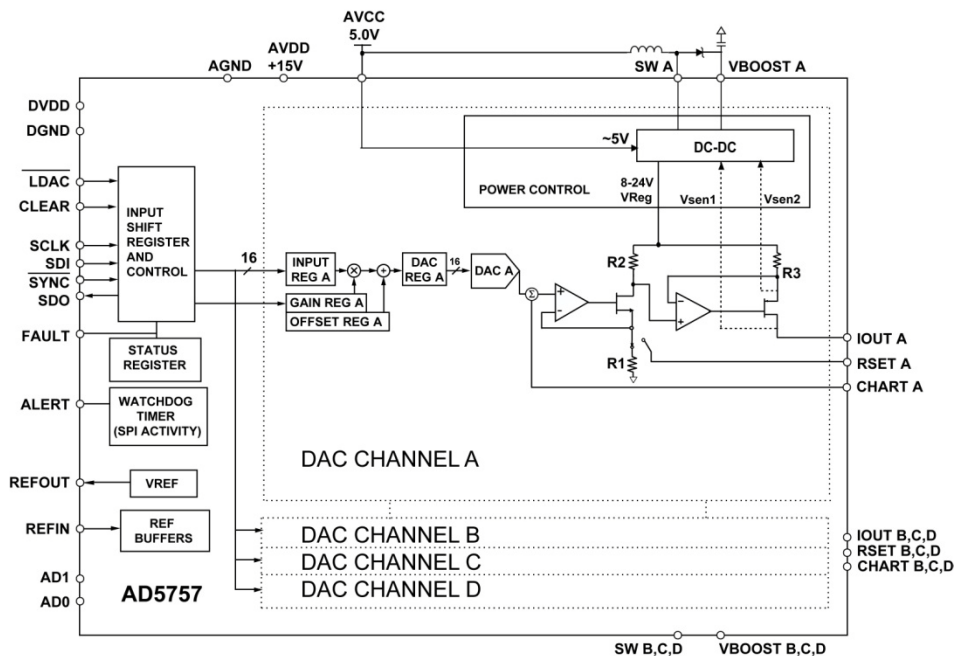 AVCC
5.0V
AVDD
+15V
AGND
SW A
VBOOST A
DVDD
DGND
LDAC
CLEAR
SCLK
SDI
SYNC
SDO
FAULT
ALERT
REFOUT
REFIN
AD1
AD0
INPUT
SHIFT
REGISTER
AND
CONTROL
STATUS
REGISTER
WATCHDOG
TIMER
(SPI ACTIVITY)
VREF
REF
BUFFERS
AD5757
16
INPUT
REG A
×
+
DAC
REG A
16
DAC A
GAIN REG A
OFFSET REG A
Σ
+
–
~5V
DC-DC
POWER CONTROL
8-24V
VReg
Vsen1
Vsen2
R2
R3
–
+
R1
IOUT A
RSET A
CHART A
DAC CHANNEL A
DAC CHANNEL B
DAC CHANNEL C
DAC CHANNEL D
IOUT B,C,D
RSET B,C,D
CHART B,C,D
SW B,C,D
VBOOST B,C,D